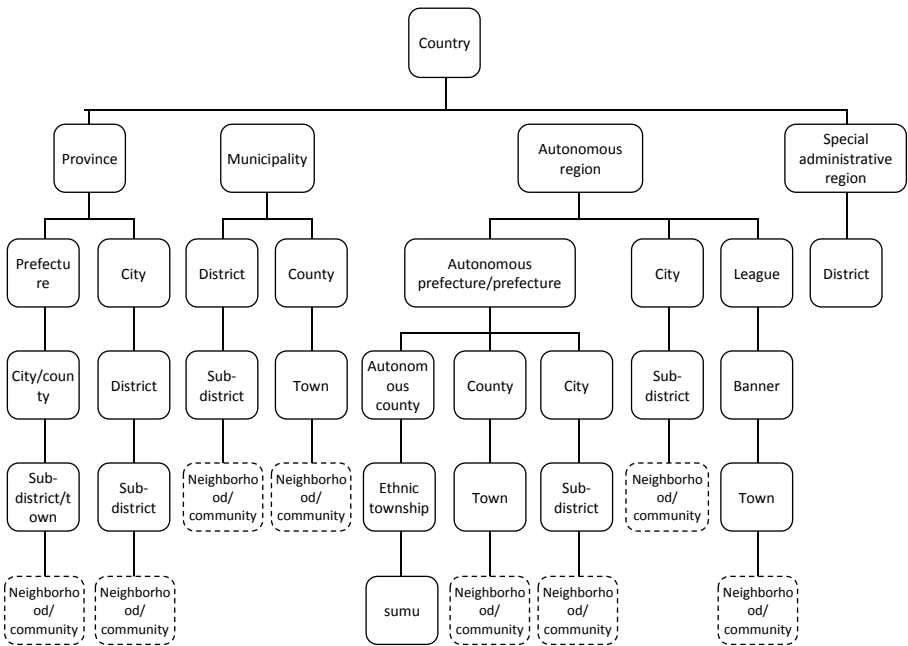 Country
Province
Municipality
Autonomous
region
Special
administrative
region
Prefectu
re
City
District
County
Autonomous
prefecture/prefecture
City
League
District
City/coun
ty
District
Sub-
district
Town
Autonom
ous
county
County
City
Sub-
district
Banner
Sub-
district/t
own
Sub-
district
Neighborho
od/
community
Neighborho
od/
community
Ethnic
township
Town
Sub-
district
Neighborho
od/
community
Town
Neighborho
od/
community
Neighborho
od/
community
sumu
Neighborho
od/
community
Neighborho
od/
community
Neighborho
od/
community